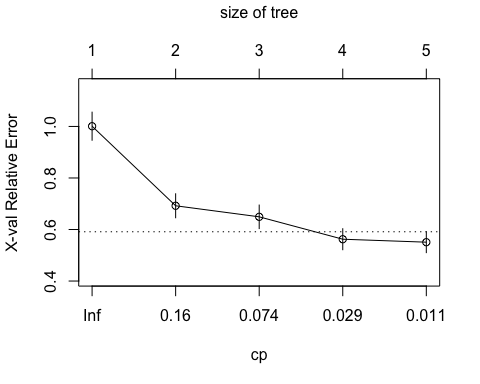 size of tree
1 2 3 4 5
X-val Relative Error
1.0
0.8
0.6
0.4
Inf 0.16 0.074 0.029 0.011
cp